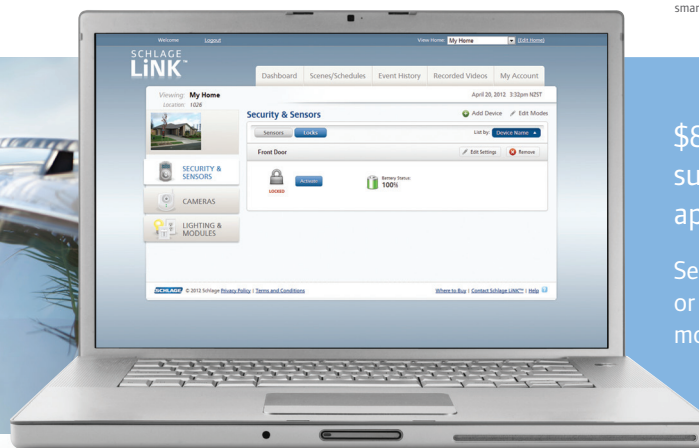 smar
Welcome Logout View Home: My Home (Edit Home)
SCHLAGE
LiNK™
Dashboard Scenes/Schedules Event History Recorded Videos My Account
Viewing: My Home
Location: 1028
April 20, 2012 3:32pm NZST
Security & Sensors
Add Device Edit Modes
Sensors Locks
List by: Device Name
Front Door
Edit Settings Remove
LOCKED
Activate
Battery Status:
100%
SECURITY &
SENSORS
CAMERAS
LIGHTING &
MODULES
SCHLAGE © 2012 Schlage Privacy Policy | Terms and Conditions
Where to Buy | Contact Schlage LiNK™ | Help
$8
su
ap
Se
or
mo